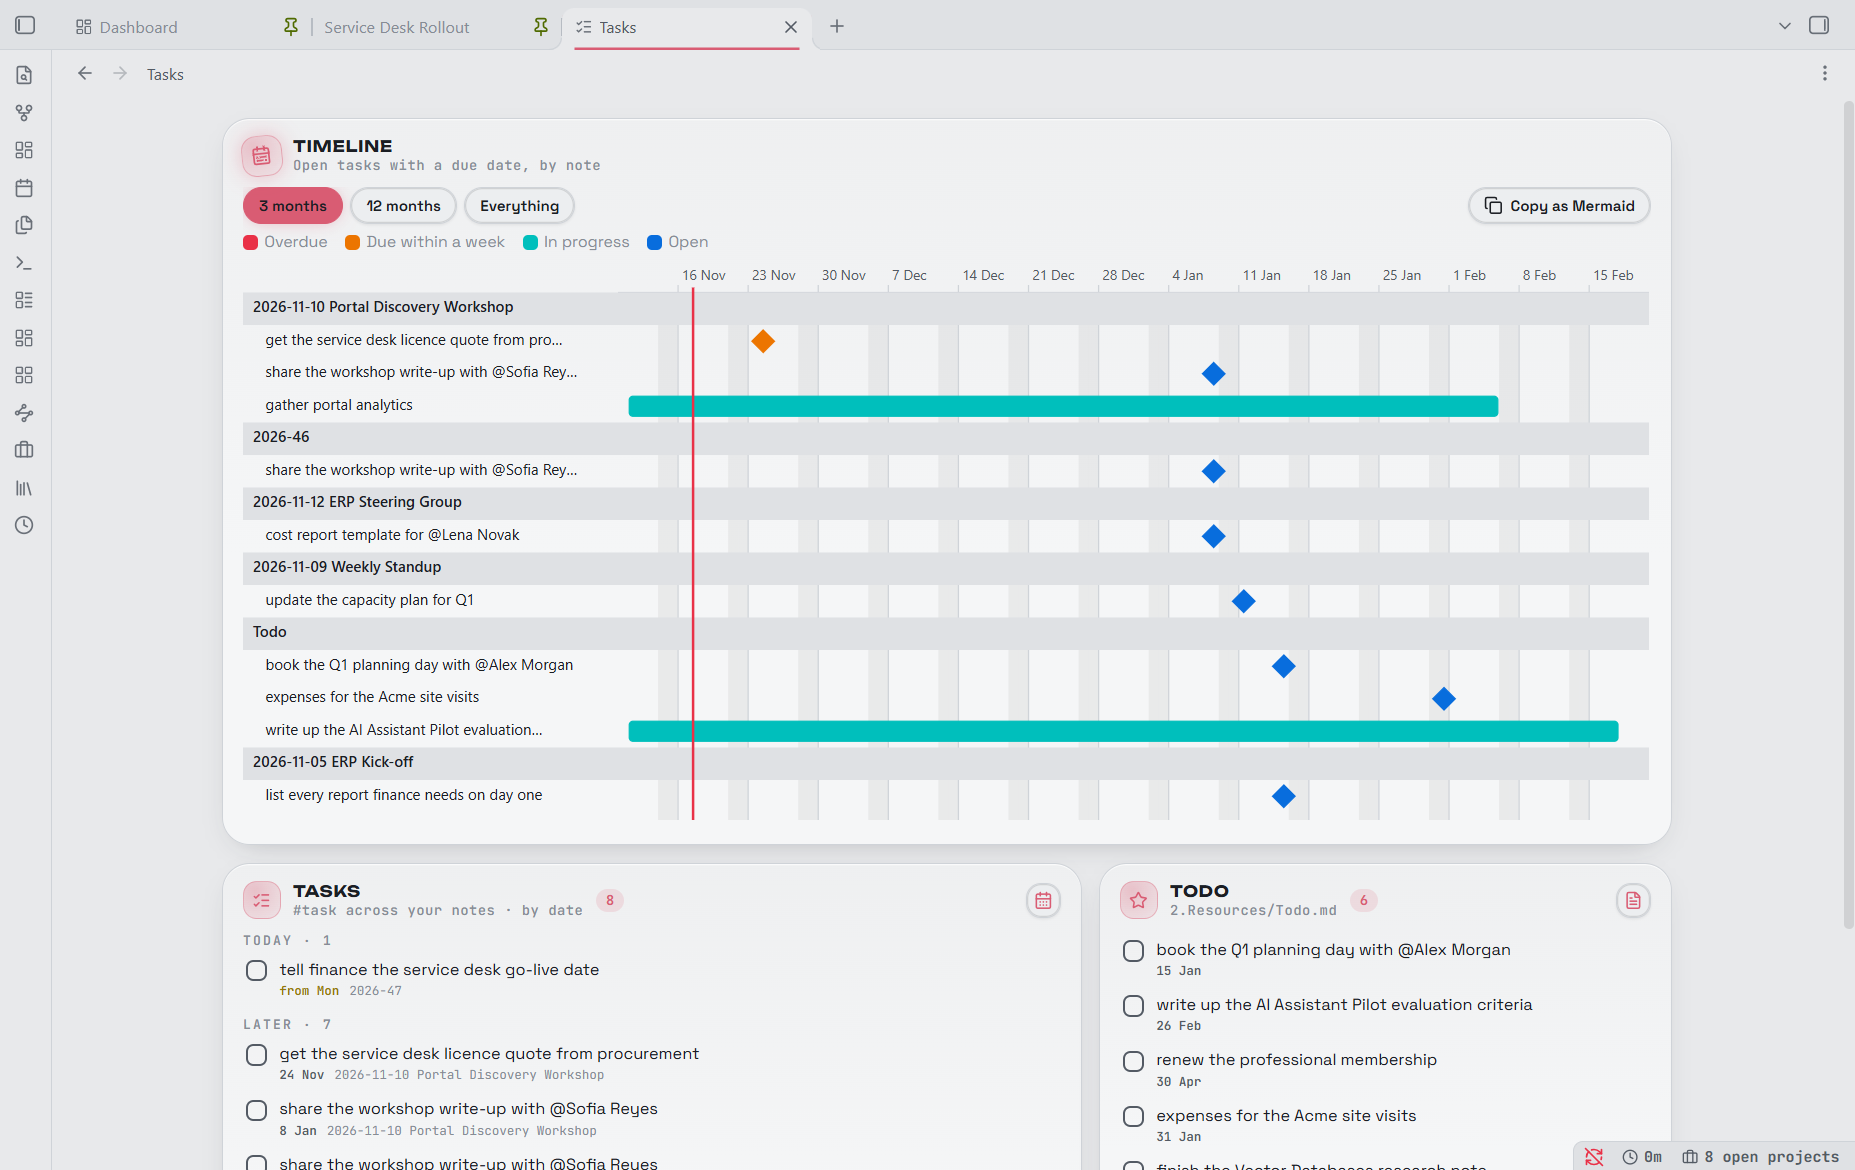 Dashboard
Service Desk Rollout
Tasks
Tasks
TIMELINE
Open tasks with a due date, by note
3 months
12 months
Everything
Copy as Mermaid
Overdue
Due within a week
In progress
Open
16 Nov
23 Nov
30 Nov
7 Dec
14 Dec
21 Dec
28 Dec
4 Jan
11 Jan
18 Jan
25 Jan
1 Feb
8 Feb
15 Feb
2026-11-10 Portal Discovery Workshop
get the service desk licence quote from pro...
share the workshop write-up with @Sofia Rey...
gather portal analytics
2026-46
share the workshop write-up with @Sofia Rey...
2026-11-12 ERP Steering Group
cost report template for @Lena Novak
2026-11-09 Weekly Standup
update the capacity plan for Q1
Todo
book the Q1 planning day with @Alex Morgan
expenses for the Acme site visits
write up the AI Assistant Pilot evaluation...
2026-11-05 ERP Kick-off
list every report finance needs on day one
TASKS
#task across your notes · by date
8
TODAY · 1
tell finance the service desk go-live date
from Mon 2026-47
LATER · 7
get the service desk licence quote from procurement
24 Nov 2026-11-10 Portal Discovery Workshop
share the workshop write-up with @Sofia Reyes
8 Jan 2026-11-10 Portal Discovery Workshop
share the workshop write-up with @Sofia Reyes
TODO
2.Resources/Todo.md
6
book the Q1 planning day with @Alex Morgan
15 Jan
write up the AI Assistant Pilot evaluation criteria
26 Feb
renew the professional membership
30 Apr
expenses for the Acme site visits
31 Jan
finish the Vector Databases research note
0m
8 open projects